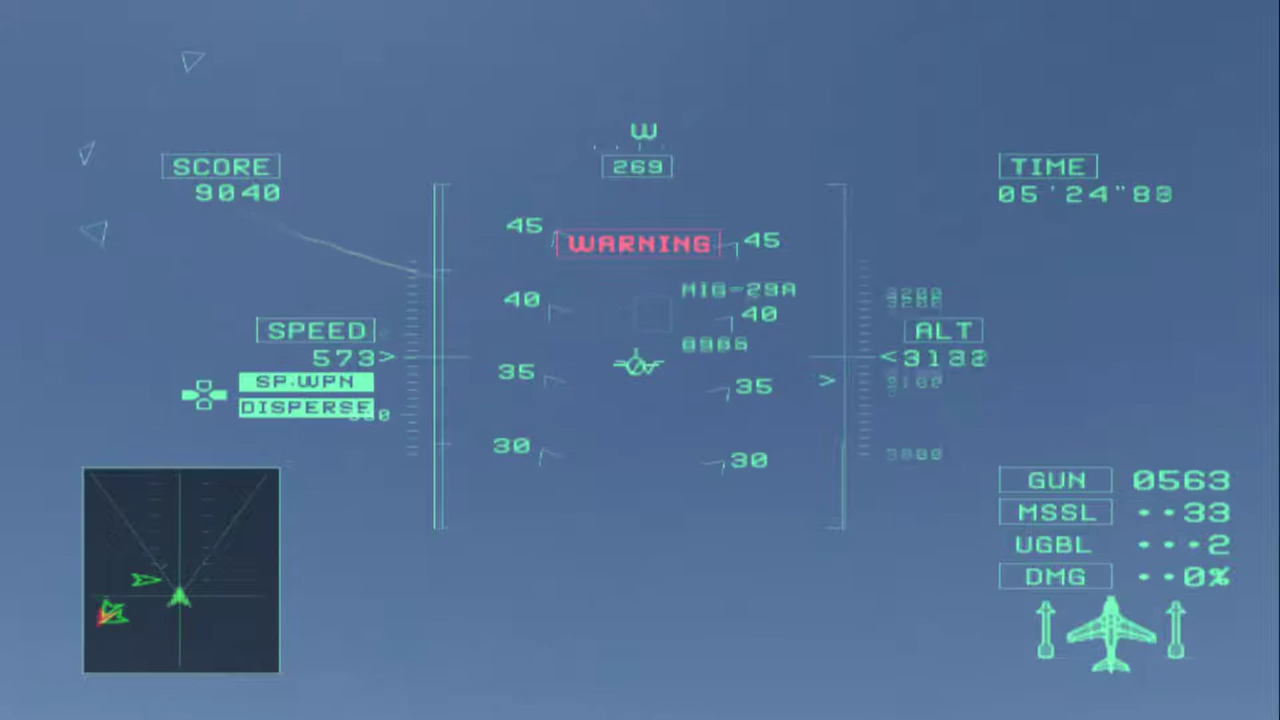 W
269
SCORE
9040
TIME
05'24"88
45 WARNING 45
MIG-29A
40 40
SPEED
573>
ALT
<3130
SP.WPN
DISPERSE
35 35
30 30
GUN 0563
MSSL ··33
UGBL ···2
DMG ··0%